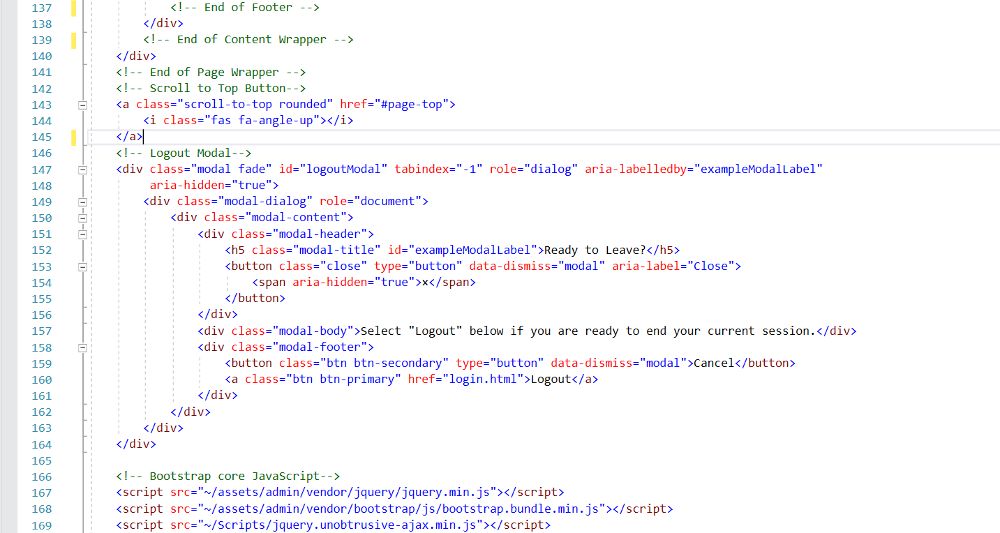 137 <!-- End of Footer -->
138 </div>
139 <!-- End of Content Wrapper -->
140 </div>
141 <!-- End of Page Wrapper -->
142 <!-- Scroll to Top Button-->
143 <a class="scroll-to-top rounded" href="#page-top">
144 <i class="fas fa-angle-up"></i>
145 </a>
146 <!-- Logout Modal-->
147 <div class="modal fade" id="logoutModal" tabindex="-1" role="dialog" aria-labelledby="exampleModalLabel"
148 aria-hidden="true">
149 <div class="modal-dialog" role="document">
150 <div class="modal-content">
151 <div class="modal-header">
152 <h5 class="modal-title" id="exampleModalLabel">Ready to Leave?</h5>
153 <button class="close" type="button" data-dismiss="modal" aria-label="Close">
154 <span aria-hidden="true">×</span>
155 </button>
156 </div>
157 <div class="modal-body">Select "Logout" below if you are ready to end your current session.</div>
158 <div class="modal-footer">
159 <button class="btn btn-secondary" type="button" data-dismiss="modal">Cancel</button>
160 <a class="btn btn-primary" href="login.html">Logout</a>
161 </div>
162 </div>
163 </div>
164 </div>
165
166 <!-- Bootstrap core JavaScript-->
167 <script src="~/assets/admin/vendor/jquery/jquery.min.js"></script>
168 <script src="~/assets/admin/vendor/bootstrap/js/bootstrap.bundle.min.js"></script>
169 <script src="~/Scripts/jquery.unobtrusive-ajax.min.js"></script>